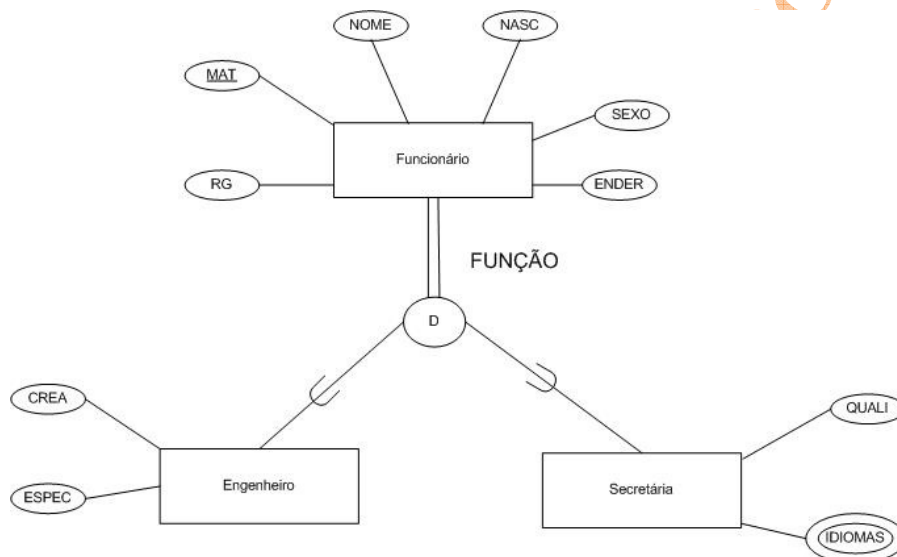 NOME
NASC
MAT
SEXO
Funcionário
RG
ENDER
FUNÇÃO
D
CREA
QUALI
Engenheiro
Secretária
ESPEC
IDIOMAS